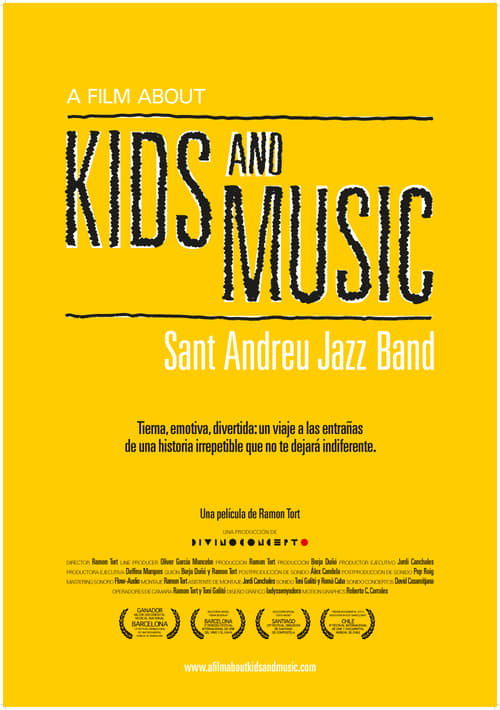 A FILM ABOUT
KIDS AND MUSIC
Sant Andreu Jazz Band
Tierna, emotiva, divertida: un viaje a las entrañas
de una historia irrepetible que no te dejará indiferente.
Una película de Ramon Tort
UNA PRODUCCIÓN DE
DIVINOCONCEPTO
DIRECTOR Ramon Tort LINE PRODUCER Oliver Garcia Mancebo PRODUCCIÓN Ramon Tort PRODUCCIÓN Borja Duñó PRODUCTOR EJECUTIVO Jordi Canchales
PRODUCTORA EJECUTIVA Delfina Marques GUIÓN Borja Duñó y Ramon Tort POSTPRODUCCIÓN DE SONIDO Àlex Candela POSTPRODUCCIÓN DE SONIDO Pep Roig
MASTERING SONORO Flow-Audio MONTAJE Ramon Tort ASISTENTE DE MONTAJE Jordi Canchales SONIDO Toni Galitó y Romà Cuba SONIDO CONCIERTOS David Casamitjana
OPERADORES DE CÁMARA Ramon Tort y Toni Galitó DISEÑO GRÁFICO ladyssenyadora MOTION GRAPHICS Roberto C. Corrales
GANADOR
BARCELONA
BARCELONA
SANTIAGO
CHILE
www.afilmaboutkidsandmusic.com